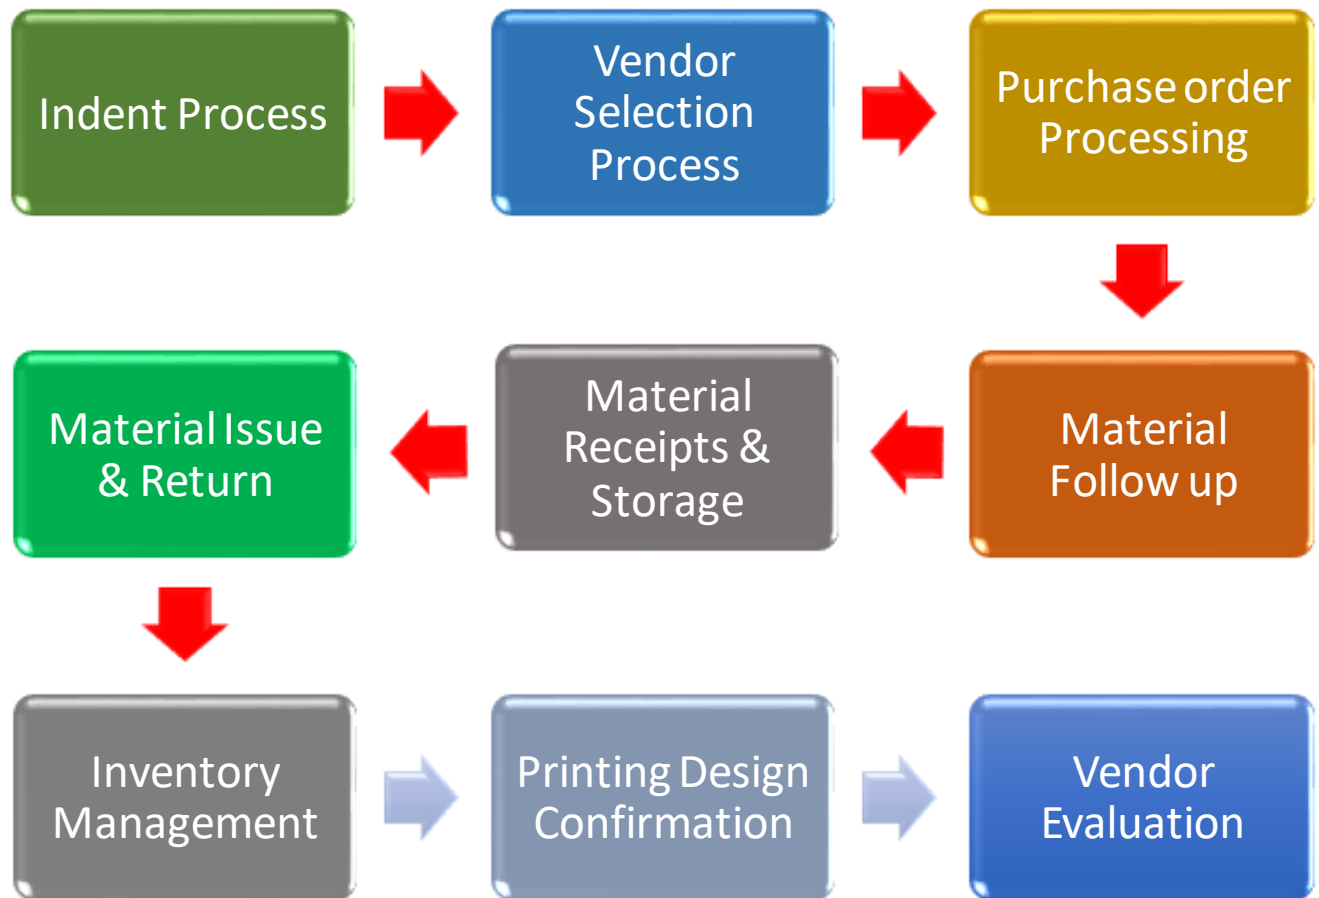 Indent Process
Vendor
Selection
Process
Purchase order
Processing
Material Issue
& Return
Material
Receipts &
Storage
Material
Follow up
Inventory
Management
Printing Design
Confirmation
Vendor
Evaluation